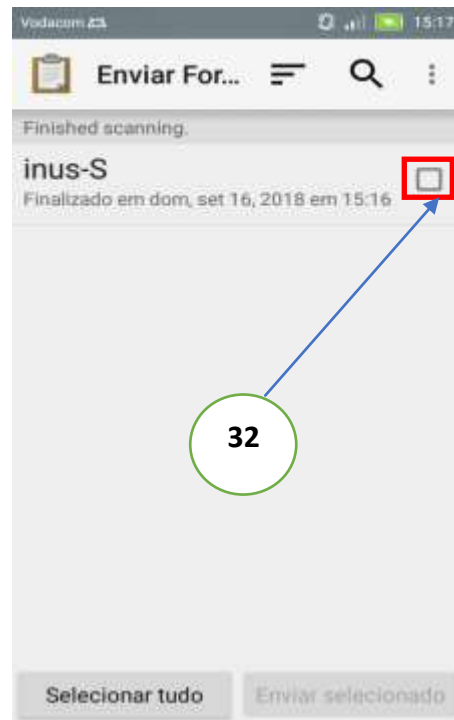 Vodacom 15:17
Enviar For...
Finished scanning.
inus-S
Finalizado em dom, set 16, 2018 em 15:16
32
Selecionar tudo Enviar selecionado